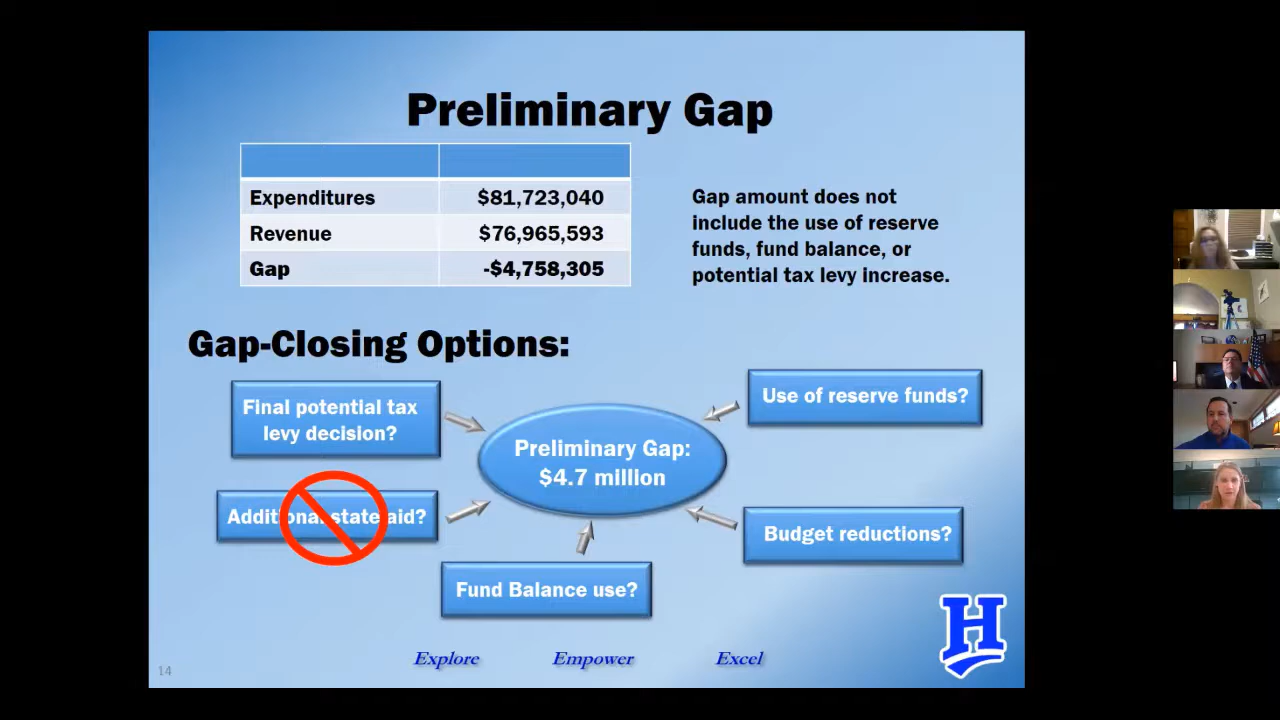 Preliminary Gap
Expenditures $81,723,040
Revenue $76,965,593
Gap -$4,758,305
Gap amount does not
include the use of reserve
funds, fund balance, or
potential tax levy increase.
Gap-Closing Options:
Final potential tax
levy decision?
Use of reserve funds?
Preliminary Gap:
$4.7 million
Additional state aid?
Budget reductions?
Fund Balance use?
H
Explore Empower Excel
14